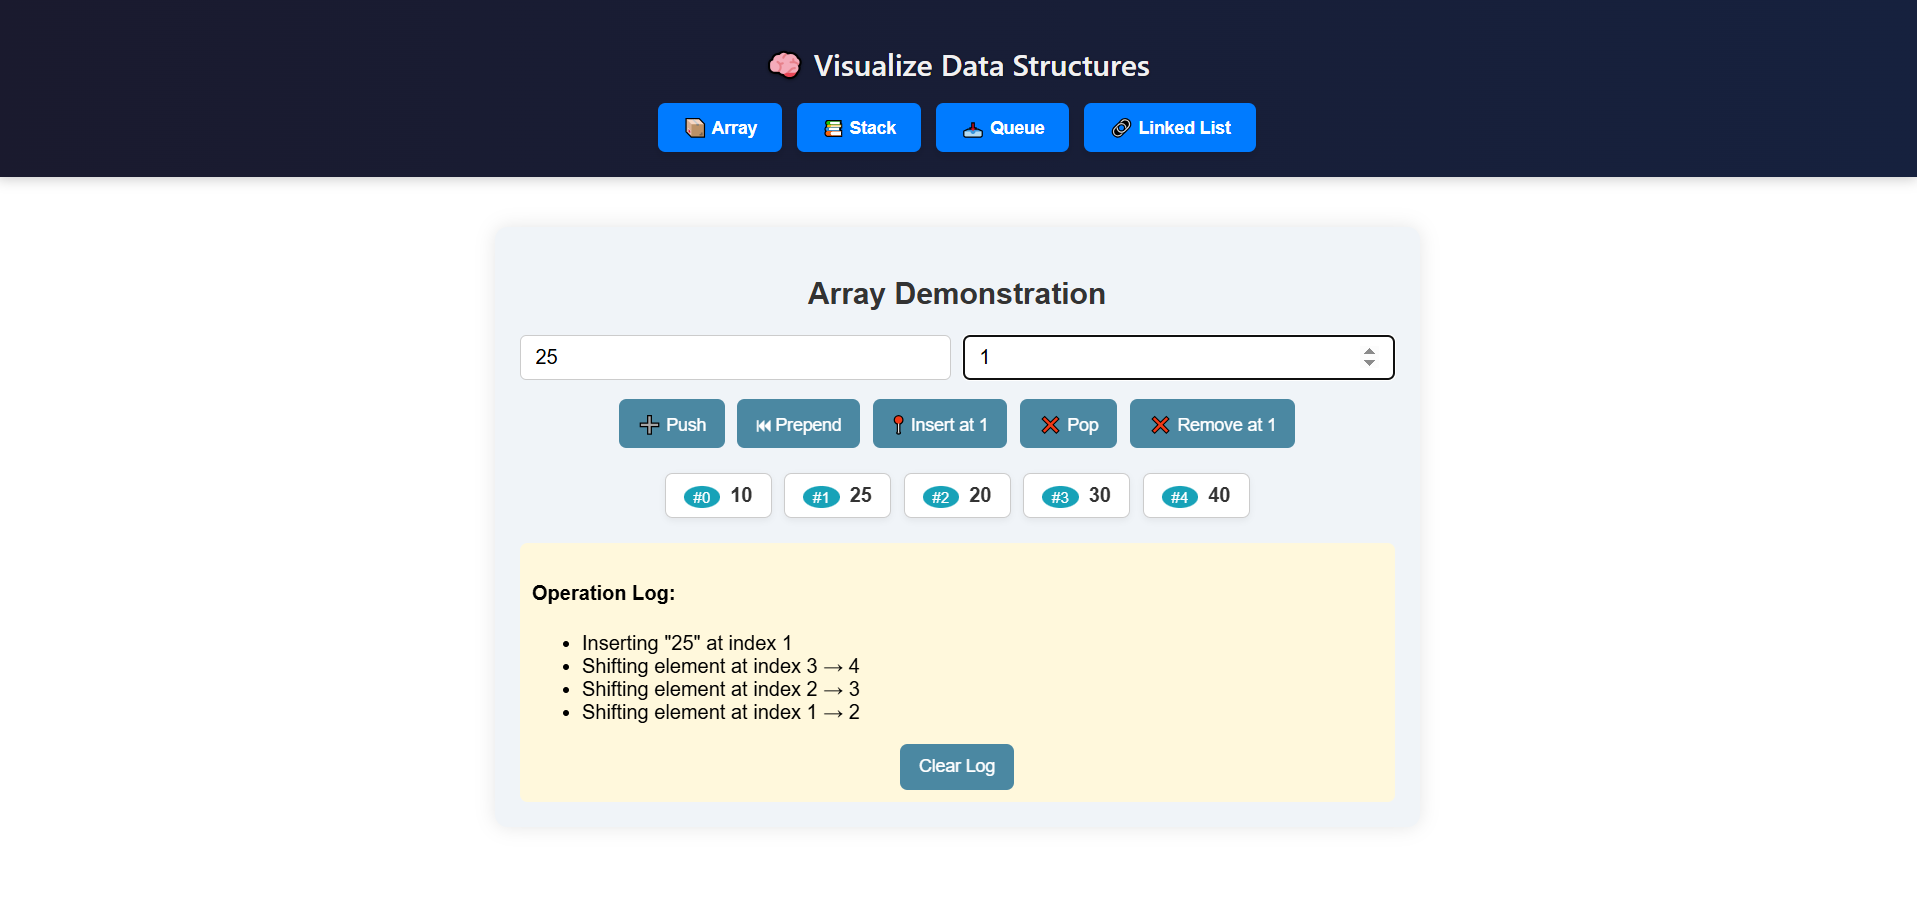 🧠 Visualize Data Structures
📦 Array 📚 Stack 📥 Queue 🔗 Linked List
Array Demonstration
25 1
➕ Push ⏮ Prepend 📍 Insert at 1 ❌ Pop ❌ Remove at 1
#0 10 #1 25 #2 20 #3 30 #4 40
Operation Log:
• Inserting "25" at index 1
• Shifting element at index 3 → 4
• Shifting element at index 2 → 3
• Shifting element at index 1 → 2
Clear Log